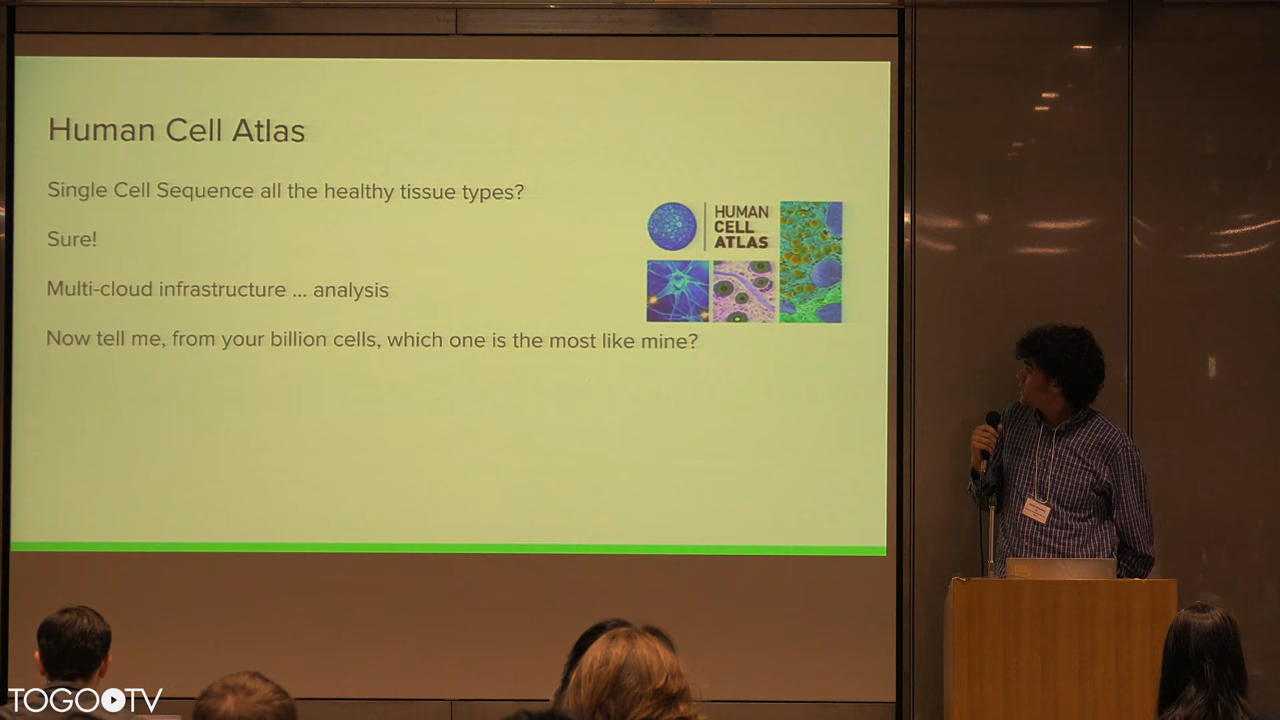 Human Cell Atlas
Single Cell Sequence all the healthy tissue types?
HUMAN
CELL
ATLAS
Sure!
Multi-cloud infrastructure ... analysis
Now tell me, from your billion cells, which one is the most like mine?
TOGO TV